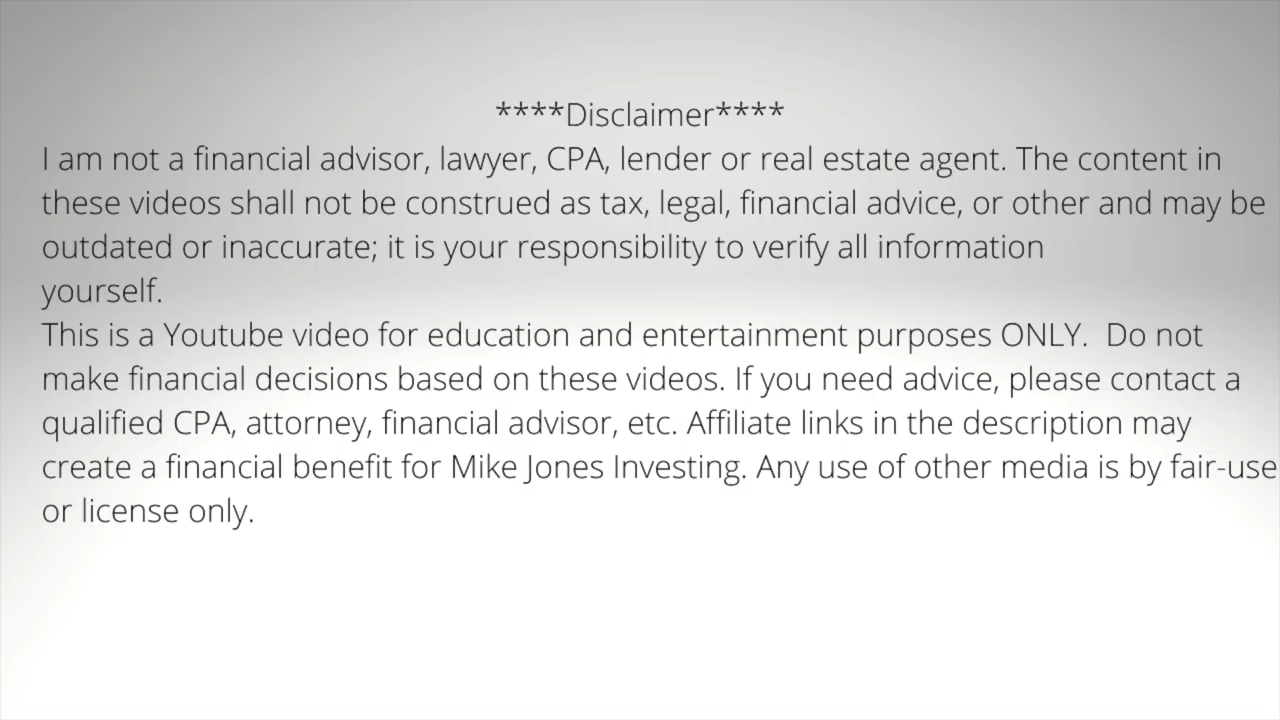 ****Disclaimer****
I am not a financial advisor, lawyer, CPA, lender or real estate agent. The content in
these videos shall not be construed as tax, legal, financial advice, or other and may be
outdated or inaccurate; it is your responsibility to verify all information
yourself.
This is a Youtube video for education and entertainment purposes ONLY.  Do not
make financial decisions based on these videos. If you need advice, please contact a
qualified CPA, attorney, financial advisor, etc. Affiliate links in the description may
create a financial benefit for Mike Jones Investing. Any use of other media is by fair-use
or license only.